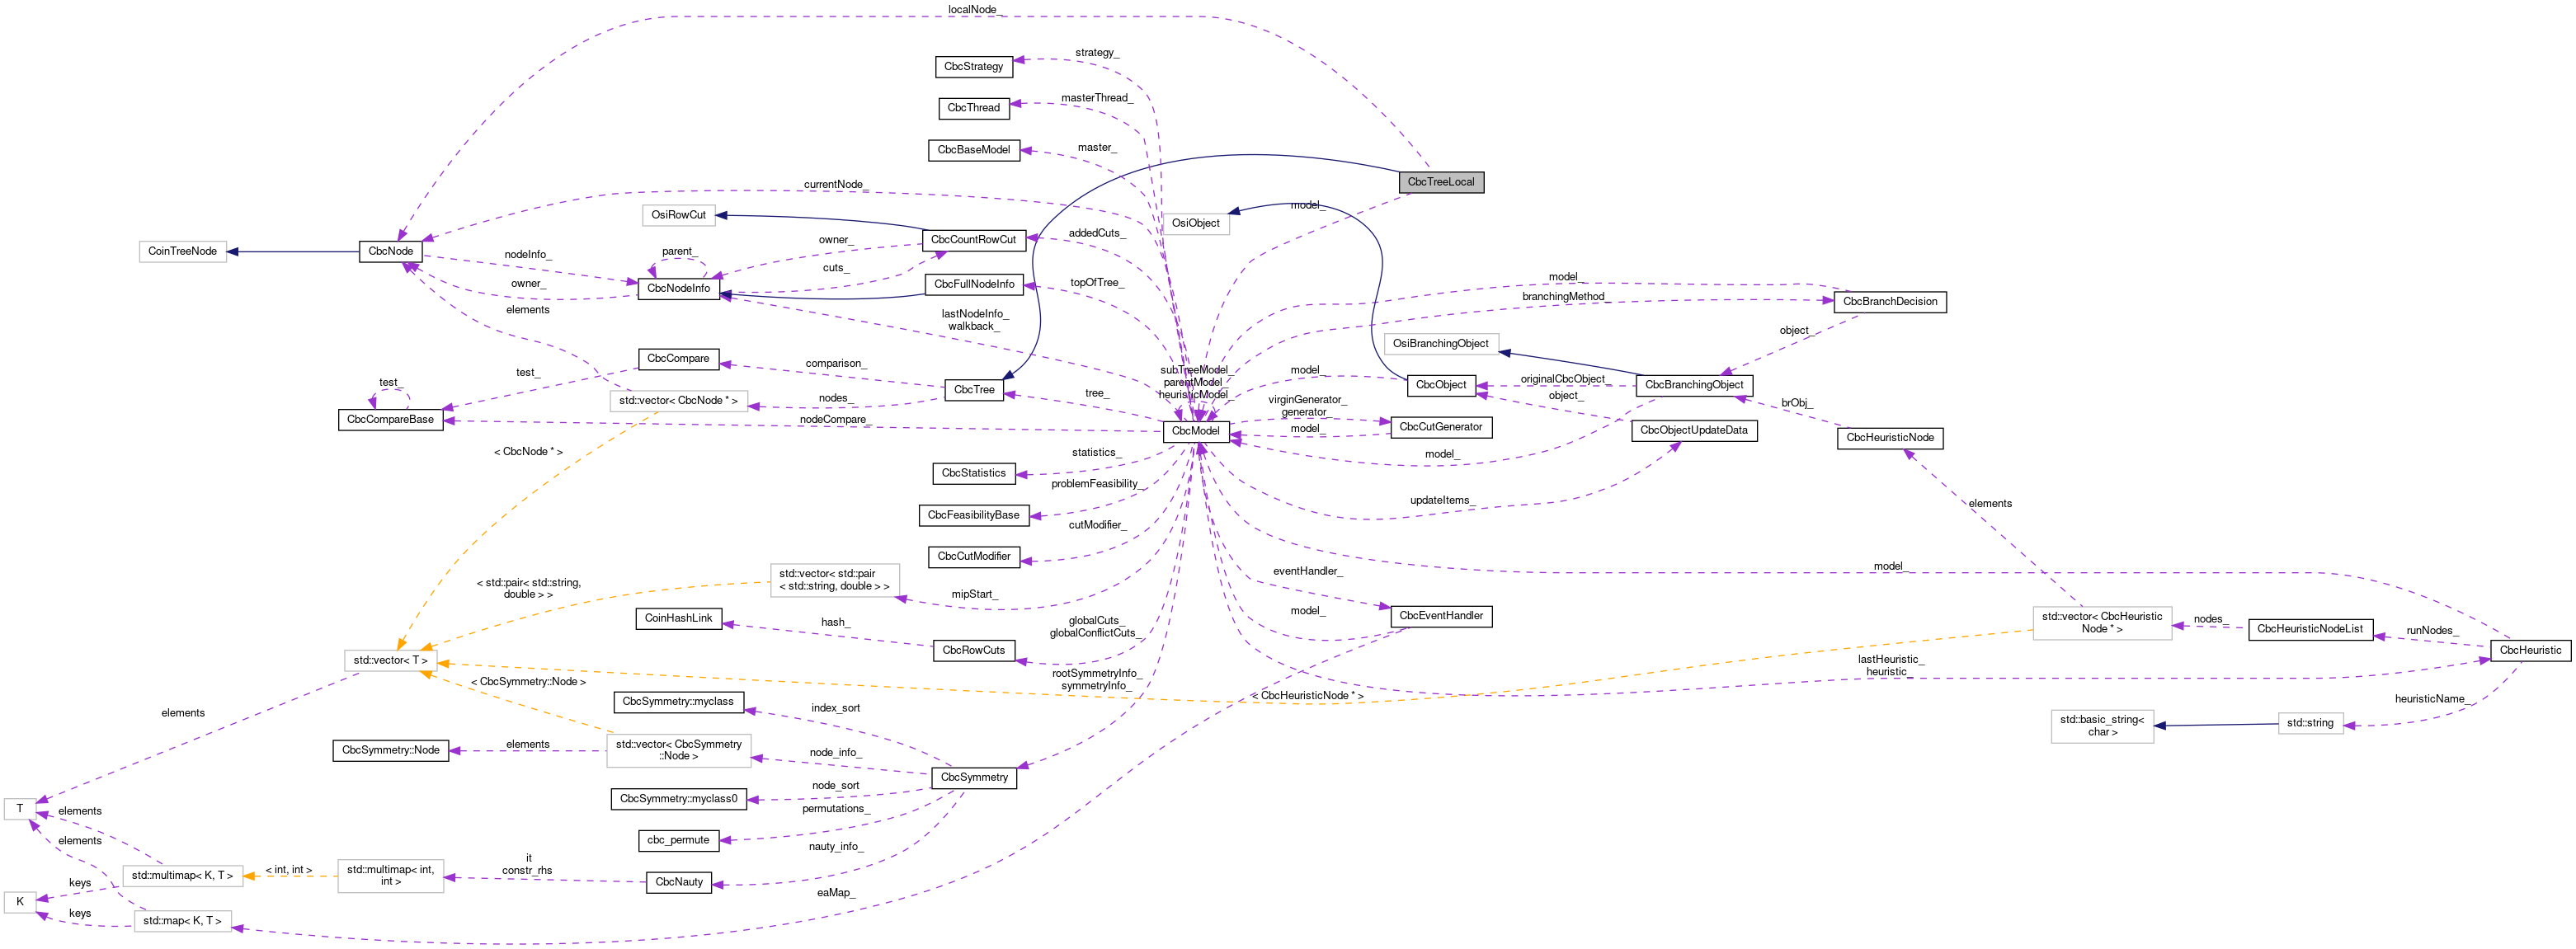 localNode_
strategy_
CbcStrategy
masterThread_
CbcThread
CbcBaseModel
master_
CbcTreeLocal
currentNode_
model_
OsiRowCut
OsiObject
CoinTreeNode
CbcNode
nodeInfo_
parent_
owner_
CbcCountRowCut
addedCuts_
cuts_
owner_
CbcNodeInfo
CbcFullNodeInfo
topOfTree_
model_
branchingMethod_
CbcBranchDecision
elements
lastNodeInfo_
walkback_
object_
OsiBranchingObject
CbcCompare
comparison_
test_
test_
CbcTree
tree_
subTreeModel_
parentModel_
heuristicModel_
model_
CbcObject
originalCbcObject_
object_
CbcBranchingObject
std::vector< CbcNode * >
nodes_
CbcCompareBase
nodeCompare_
CbcModel
virginGenerator_
generator_
model_
CbcCutGenerator
brObj_
CbcObjectUpdateData
CbcHeuristicNode
< CbcNode * >
statistics_
CbcStatistics
model_
problemFeasibility_
CbcFeasibilityBase
updateItems_
elements
cutModifier_
CbcCutModifier
eventHandler_
model_
std::vector< std::pair
< std::string, double > >
< std::pair< std::string,
double > >
mipStart_
CoinHashLink
hash_
globalCuts_
globalConflictCuts_
model_
CbcEventHandler
std::vector< CbcHeuristic
Node * >
nodes_
CbcHeuristicNodeList
runNodes_
CbcHeuristic
CbcRowCuts
std::vector< T >
< CbcSymmetry::Node >
rootSymmetryInfo_
symmetryInfo_
< CbcHeuristicNode * >
lastHeuristic_
heuristic_
heuristicName_
CbcSymmetry::myclass
index_sort
elements
std::basic_string<
char >
std::string
CbcSymmetry::Node
elements
std::vector< CbcSymmetry
::Node >
node_info_
CbcSymmetry
node_sort
CbcSymmetry::myclass0
permutations_
cbc_permute
nauty_info_
T
elements
elements
std::multimap< K, T >
< int, int >
std::multimap< int,
int >
it
constr_rhs
CbcNauty
eaMap_
keys
K
keys
std::map< K, T >